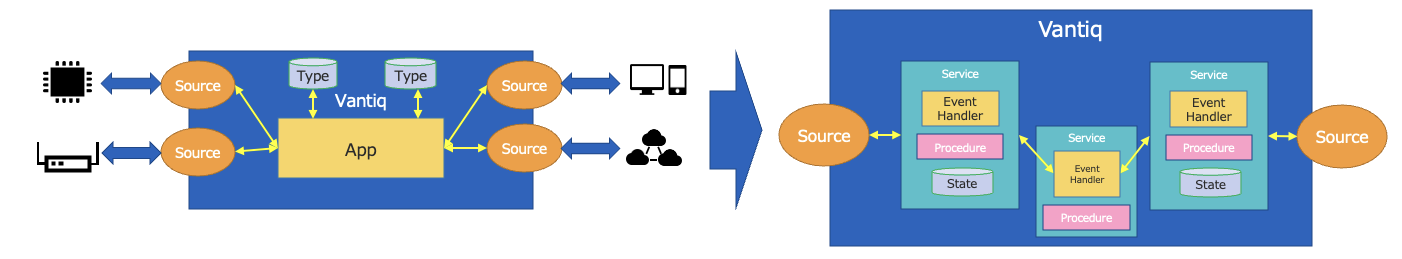 Source
Source
Type
Type
Vantiq
App
Source
Source
Vantiq
Source
Service
Event
Handler
Procedure
State
Service
Event
Handler
Procedure
Service
Event
Handler
Procedure
State
Source